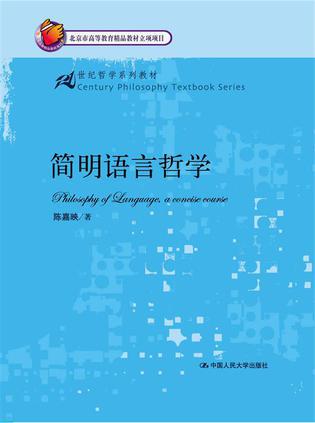 北京市高等教育精品教材立项项目
21世纪哲学系列教材
Century Philosophy Textbook Series
简明语言哲学
Philosophy of Language, a concise course
陈嘉映/著
中国人民大学出版社